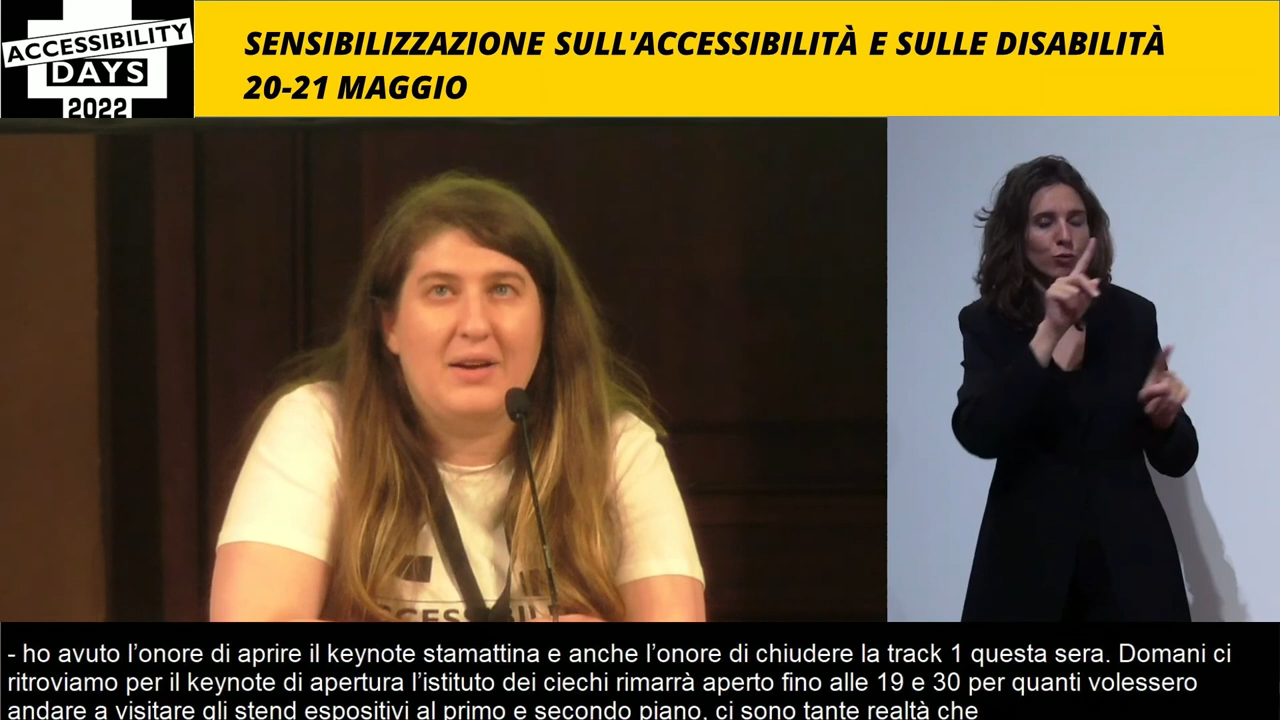 ACCESSIBILITY
DAYS
2022
SENSIBILIZZAZIONE SULL'ACCESSIBILITÀ E SULLE DISABILITÀ
20-21 MAGGIO
- ho avuto l’onore di aprire il keynote stamattina e anche l’onore di chiudere la track 1 questa sera. Domani ci
ritroviamo per il keynote di apertura l’istituto dei ciechi rimarrà aperto fino alle 19 e 30 per quanti volessero
andare a visitare gli stend espositivi al primo e secondo piano, ci sono tante realtà che